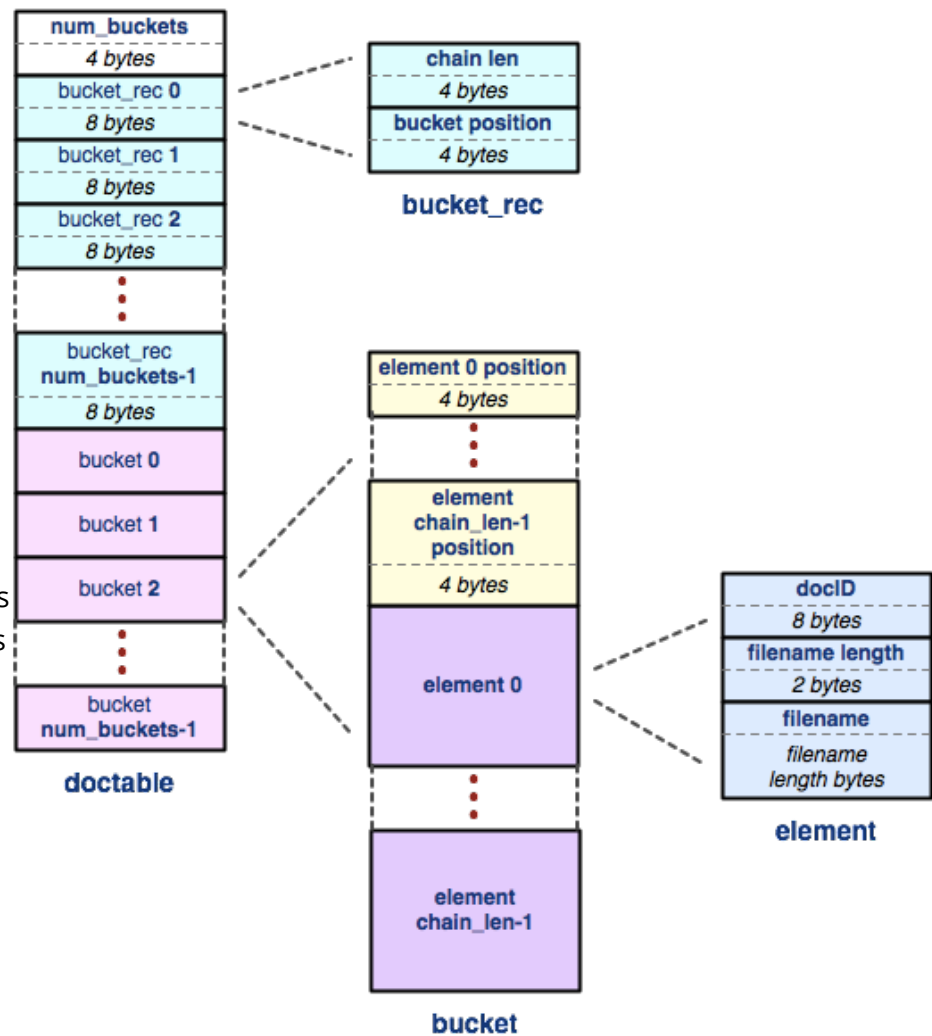 num_buckets
4 bytes
bucket_rec 0
8 bytes
bucket_rec 1
8 bytes
bucket_rec 2
8 bytes
bucket_rec
num_buckets-1
8 bytes
bucket 0
bucket 1
bucket 2
s
s
bucket
num_buckets-1
doctable
chain len
4 bytes
bucket position
4 bytes
bucket_rec
element 0 position
4 bytes
element
chain_len-1
position
4 bytes
element 0
element
chain_len-1
bucket
docID
8 bytes
filename length
2 bytes
filename
filename
length bytes
element